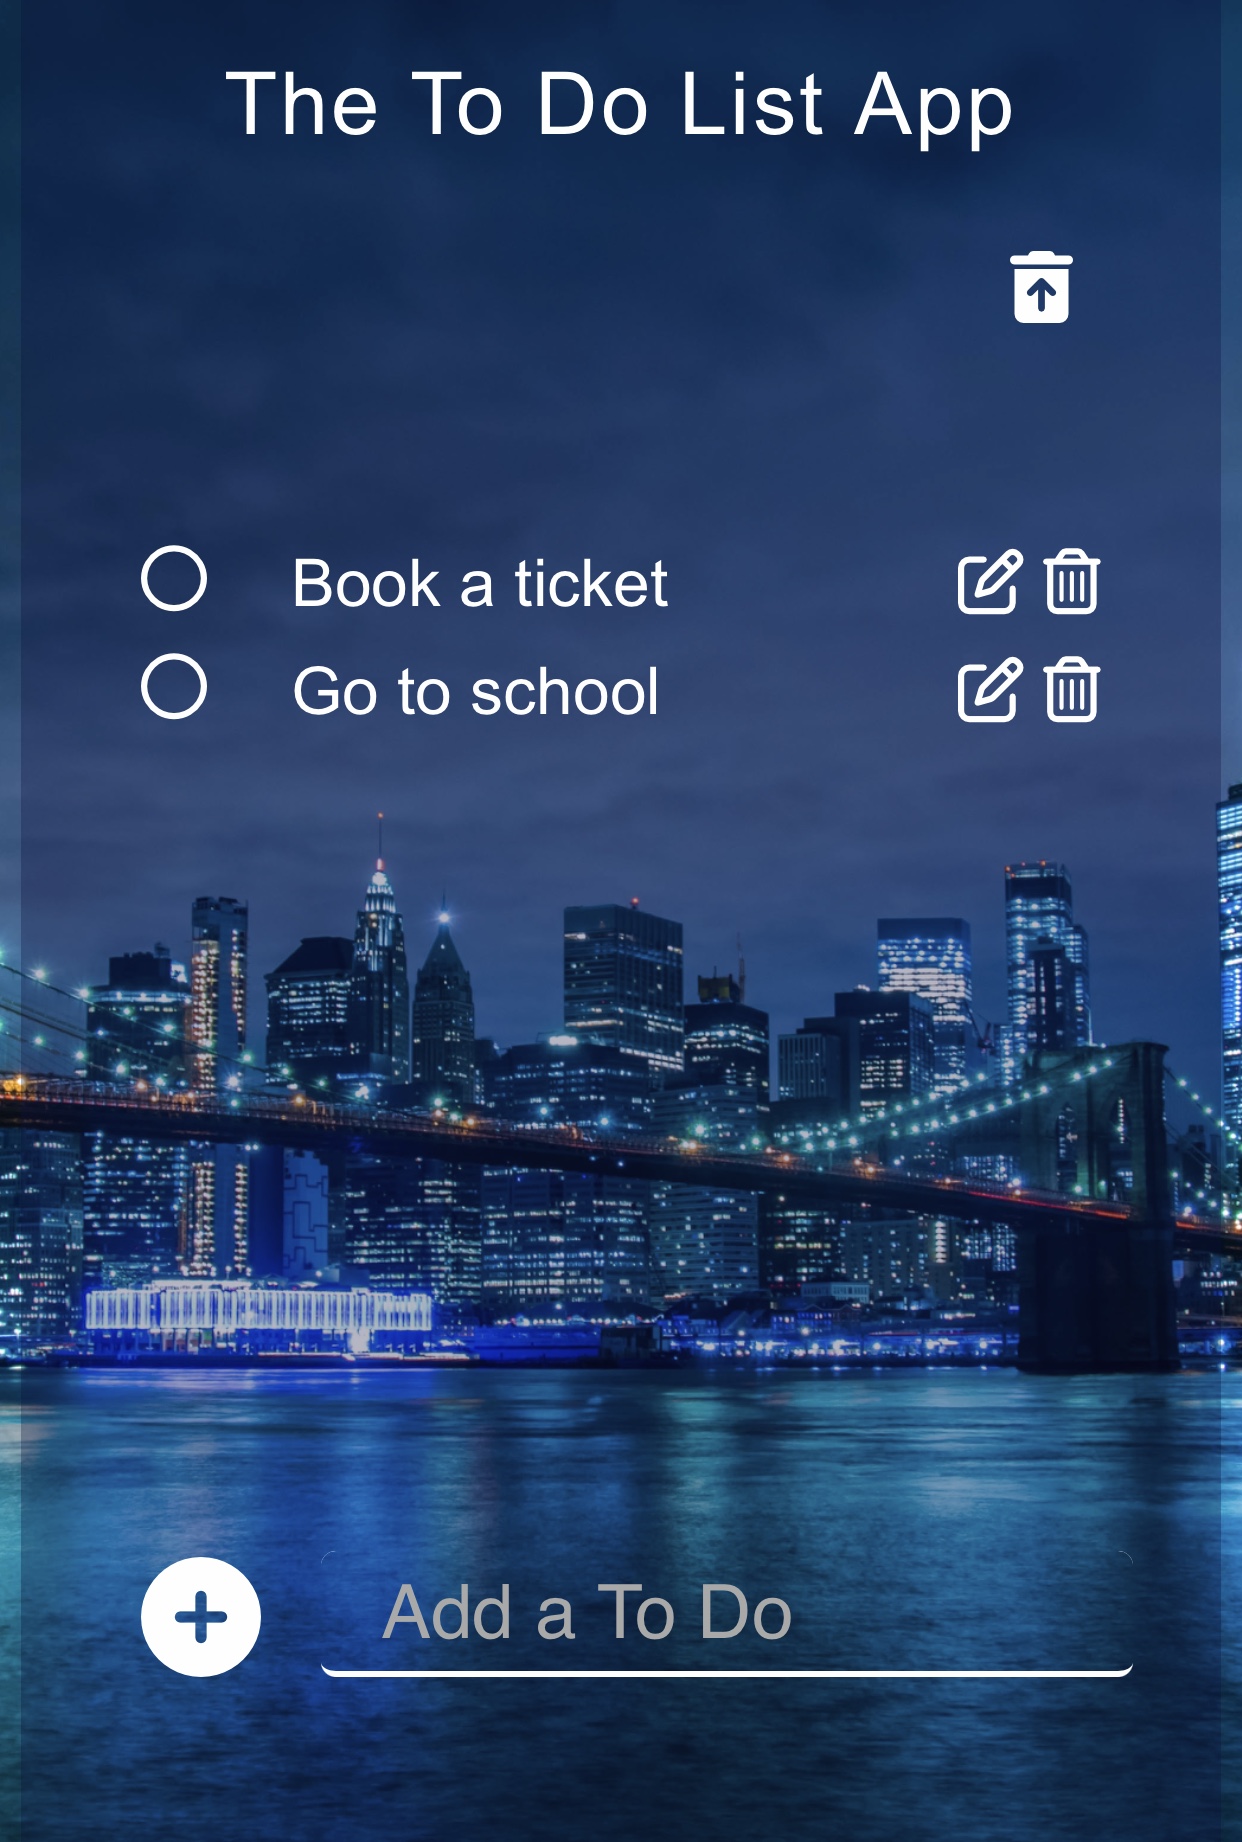 The To Do List App
Book a ticket
Go to school
Add a To Do